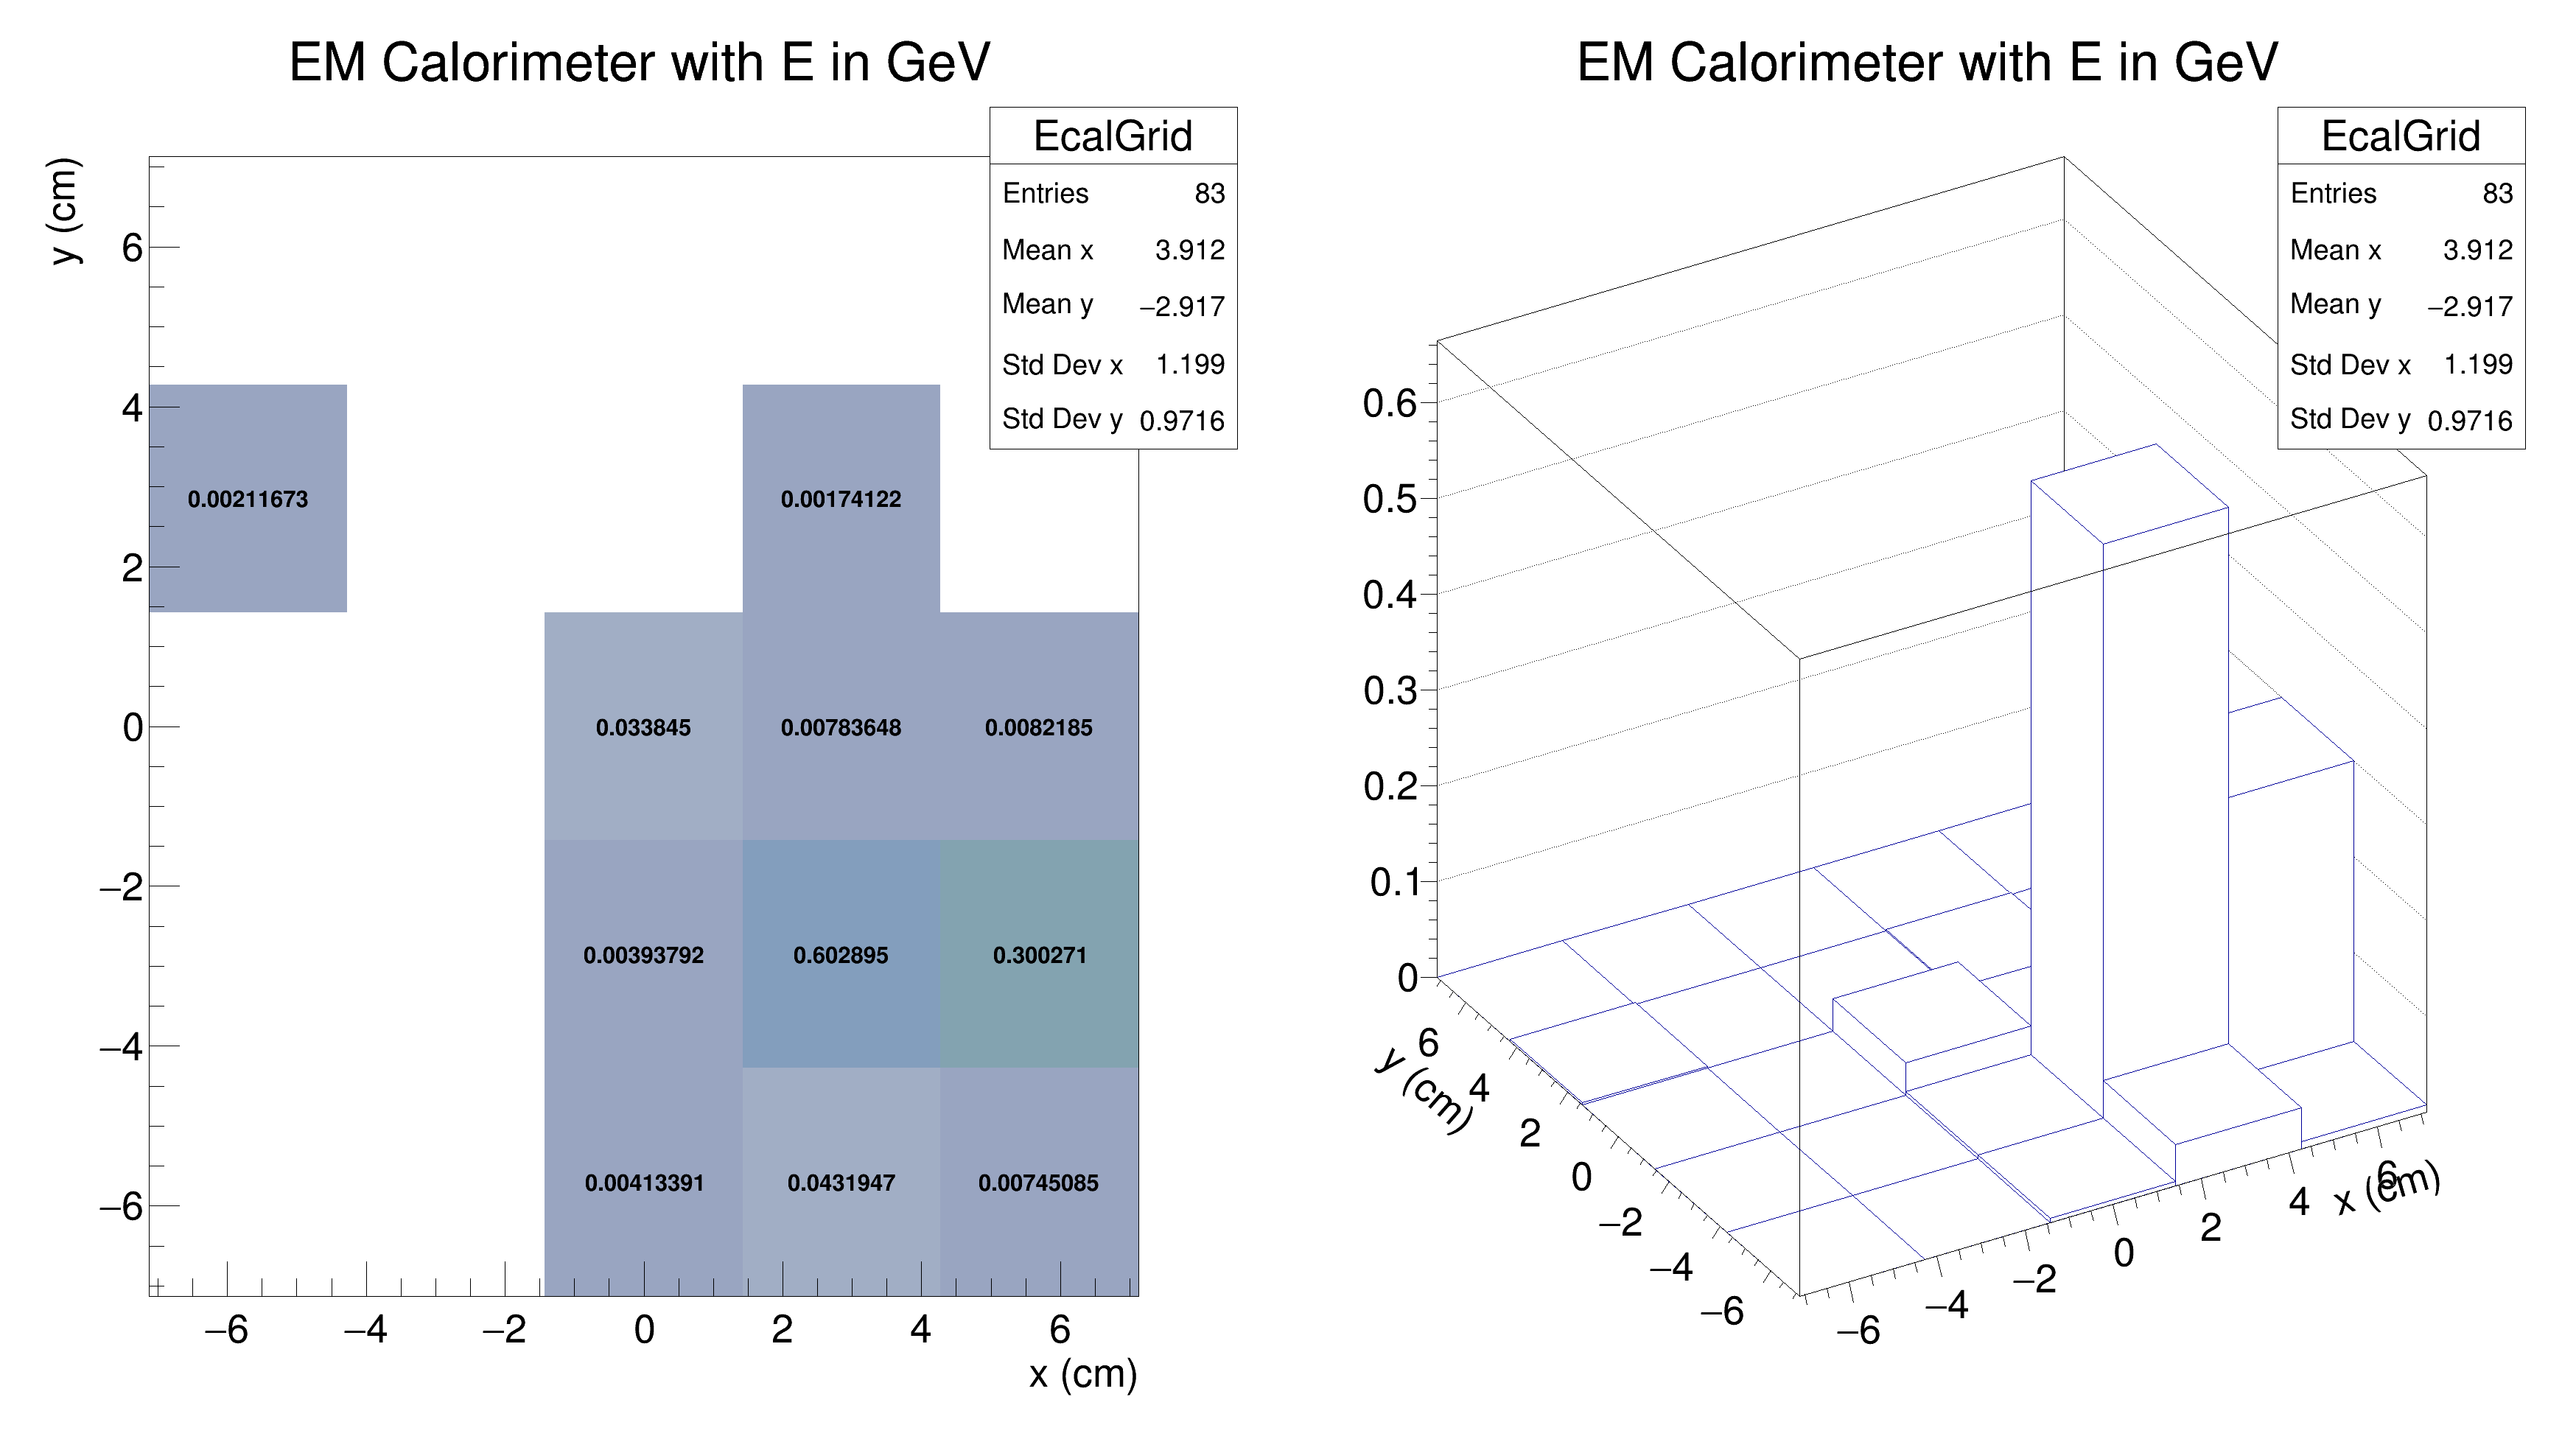 EM Calorimeter with E in GeV
EcalGrid
Entries 83
Mean x 3.912
Mean y −2.917
Std Dev x 1.199
Std Dev y 0.9716
y (cm)
6
4
2
0
−2
−4
−6
0.00211673 0.00174122
0.033845 0.00783648 0.0082185
0.00393792 0.602895 0.300271
0.00413391 0.0431947 0.00745085
−6 −4 −2 0 2 4 6
x (cm)
EM Calorimeter with E in GeV
EcalGrid
Entries 83
Mean x 3.912
Mean y −2.917
Std Dev x 1.199
Std Dev y 0.9716
0.6
0.5
0.4
0.3
0.2
0.1
0
y (cm)
6
4
2
0
−2
−4
−6
−6 −4 −2 0 2 4 6
x (cm)